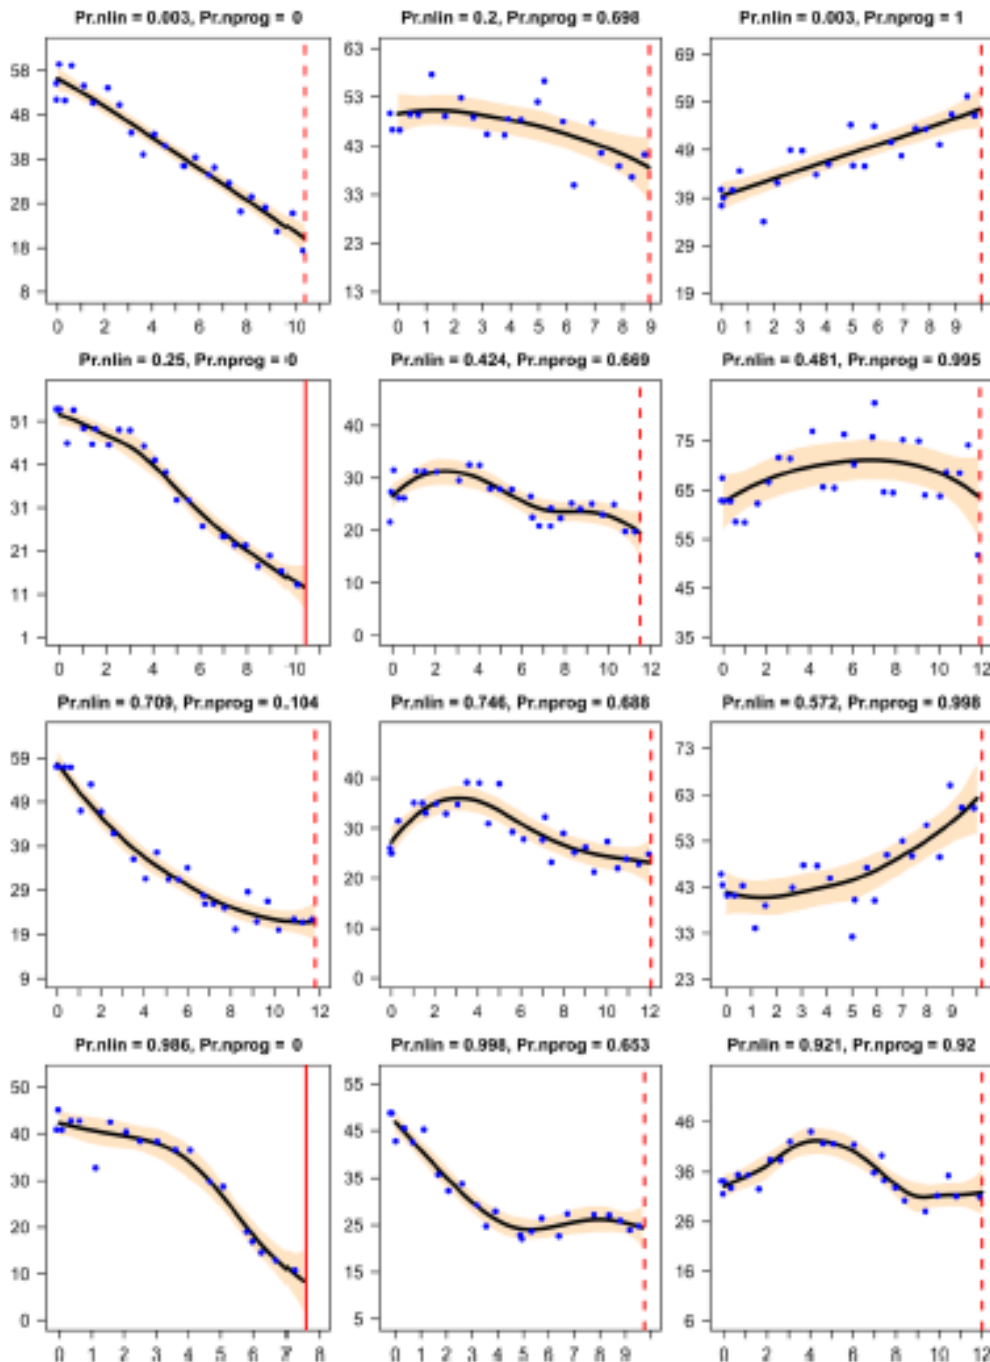 Pr.nlin = 0.003, Pr.nprog = 0 Pr.nlin = 0.2, Pr.nprog = 0.698 Pr.nlin = 0.003, Pr.nprog = 1
58 63 69
48 53 59
38 43 49
28 33 39
18 23 29
8 13 19
0 2 4 6 8 10 0 1 2 3 4 5 6 7 8 9 0 1 2 3 4 5 6 7 8 9
Pr.nlin = 0.25, Pr.nprog = 0 Pr.nlin = 0.424, Pr.nprog = 0.669 Pr.nlin = 0.481, Pr.nprog = 0.995
51 40 75
41 30 65
31 20 55
21 10 45
11 0 35
1
0 2 4 6 8 10 0 2 4 6 8 10 12 0 2 4 6 8 10 12
Pr.nlin = 0.709, Pr.nprog = 0.104 Pr.nlin = 0.746, Pr.nprog = 0.688 Pr.nlin = 0.572, Pr.nprog = 0.998
59 40 73
49 30 63
39 20 53
29 10 43
19 0 33
9 23
0 2 4 6 8 10 12 0 2 4 6 8 10 12 0 1 2 3 4 5 6 7 8 9
Pr.nlin = 0.986, Pr.nprog = 0 Pr.nlin = 0.998, Pr.nprog = 0.653 Pr.nlin = 0.921, Pr.nprog = 0.92
50 55 46
40 45 36
30 35 26
20 25 16
10 15 6
0 5
0 1 2 3 4 5 6 7 8 0 1 2 3 4 5 6 7 8 9 0 2 4 6 8 10 12